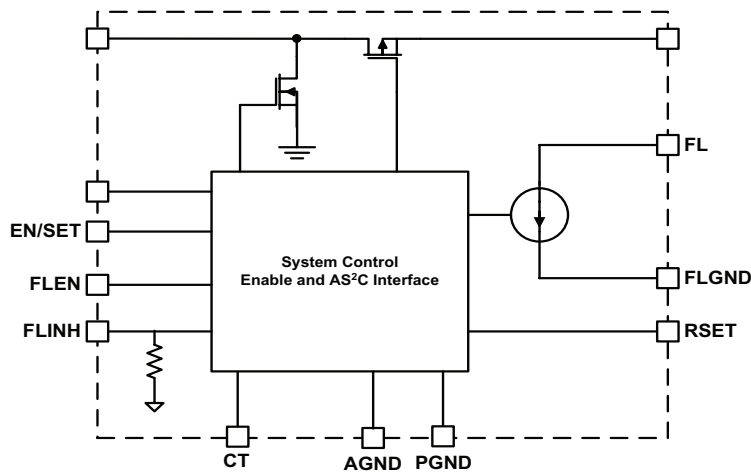 FL
EN/SET
System Control
Enable and AS²C Interface
FLEN
FLGND
FLINH
RSET
CT
AGND
PGND